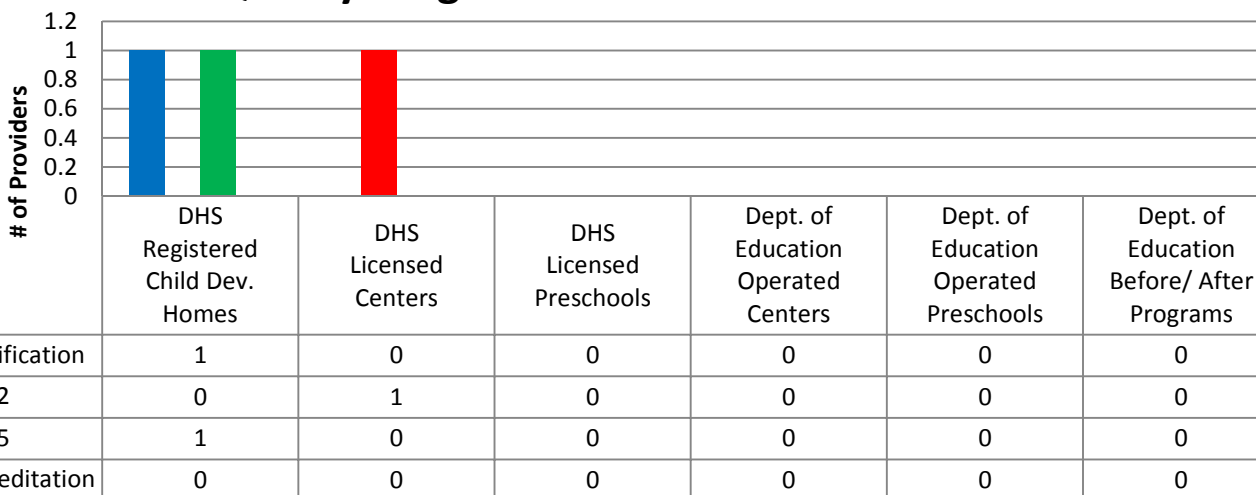 1.2
1
0.8
0.6
0.4
0.2
0
# of Providers
DHS Registered Child Dev. Homes
DHS Licensed Centers
DHS Licensed Preschools
Dept. of Education Operated Centers
Dept. of Education Operated Preschools
Dept. of Education Before/ After Programs
ification 1 0 0 0 0 0
2 0 1 0 0 0 0
5 1 0 0 0 0 0
editation 0 0 0 0 0 0